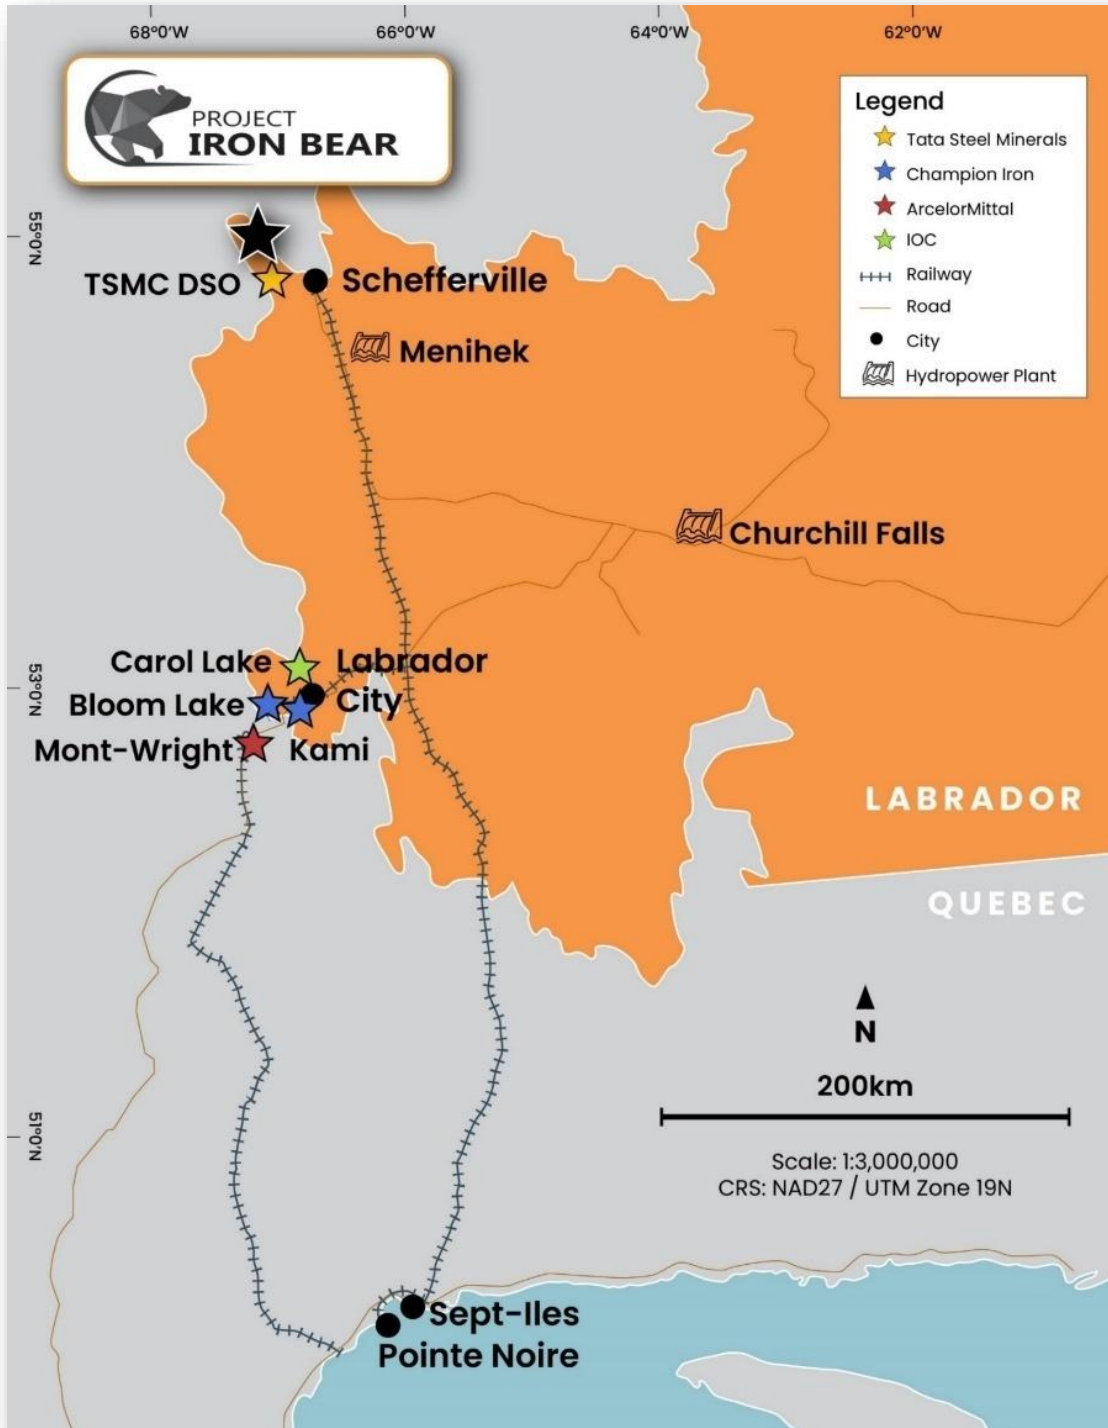 68°0'W
66°0'W
64°0'W
62°0'W
PROJECT
IRON BEAR
Legend
Tata Steel Minerals
Champion Iron
ArcelorMittal
IOC
Railway
Road
City
Hydropower Plant
55°0'N
TSMC DSO
Schefferville
Menihek
Churchill Falls
Carol Lake
Labrador
City
53°0'N
Bloom Lake
Mont-Wright
Kami
LABRADOR
QUEBEC
N
200km
51°0'N
Scale: 1:3,000,000
CRS: NAD27 / UTM Zone 19N
Sept-Iles
Pointe Noire